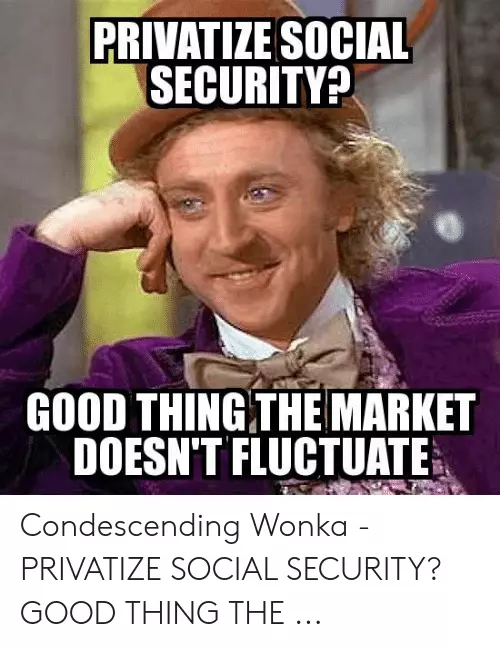 PRIVATIZE SOCIAL
SECURITY?
GOOD THING THE MARKET
DOESN'T FLUCTUATE
Condescending Wonka -
PRIVATIZE SOCIAL SECURITY?
GOOD THING THE ...